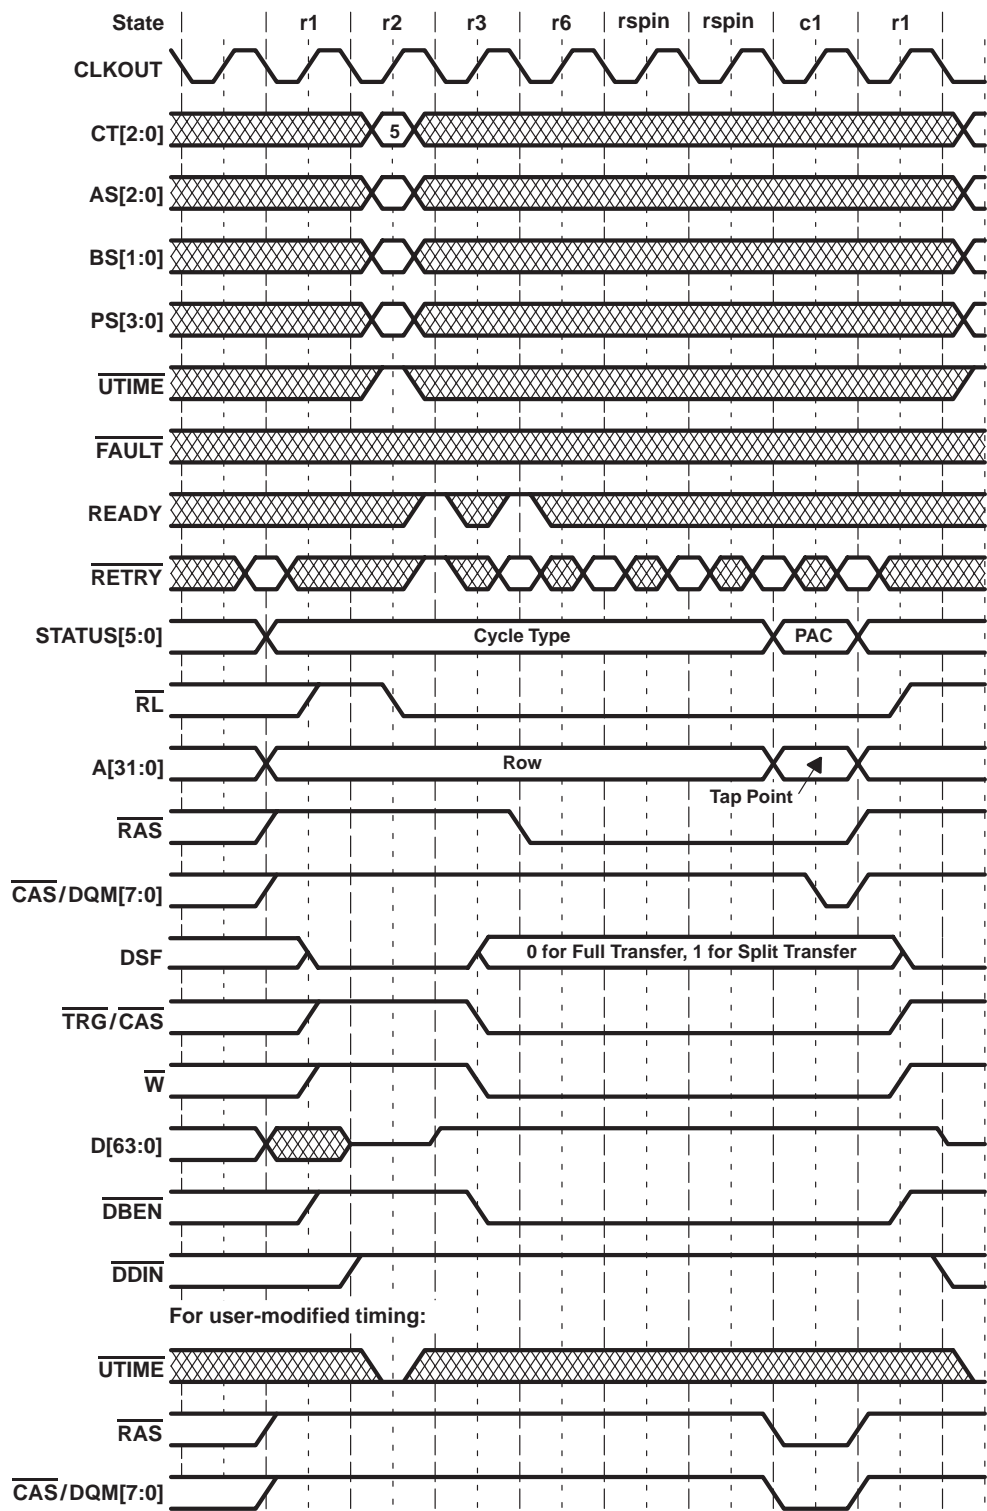 State r1 r2 r3 r6 rspin rspin c1 r1
CLKOUT
CT[2:0] 5
AS[2:0]
BS[1:0]
PS[3:0]
UTIME
FAULT
READY
RETRY
STATUS[5:0] Cycle Type PAC
RL
A[31:0] Row
Tap Point
RAS
CAS/DQM[7:0]
DSF 0 for Full Transfer, 1 for Split Transfer
TRG/CAS
W
D[63:0]
DBEN
DDIN
For user-modified timing:
UTIME
RAS
CAS/DQM[7:0]